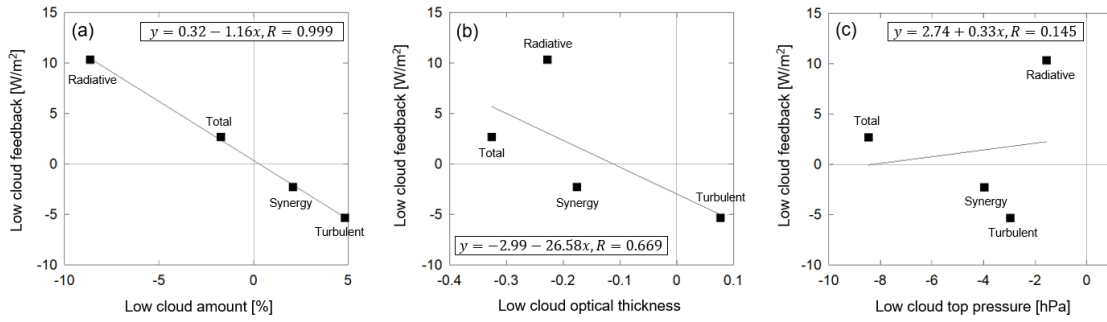 (a)
y = 0.32 − 1.16x, R = 0.999
Low cloud feedback [W/m²]
15
10
5
0
-5
-10
Radiative
Total
Synergy
Turbulent
-10
-5
0
5
Low cloud amount [%]
(b)
Low cloud feedback [W/m²]
15
10
5
0
-5
-10
Radiative
Total
Synergy
Turbulent
y = −2.99 − 26.58x, R = 0.669
-0.4
-0.3
-0.2
-0.1
0
0.1
Low cloud optical thickness
(c)
y = 2.74 + 0.33x, R = 0.145
Low cloud feedback [W/m²]
15
10
5
0
-5
-10
Radiative
Total
Synergy
Turbulent
-10
-8
-6
-4
-2
0
Low cloud top pressure [hPa]